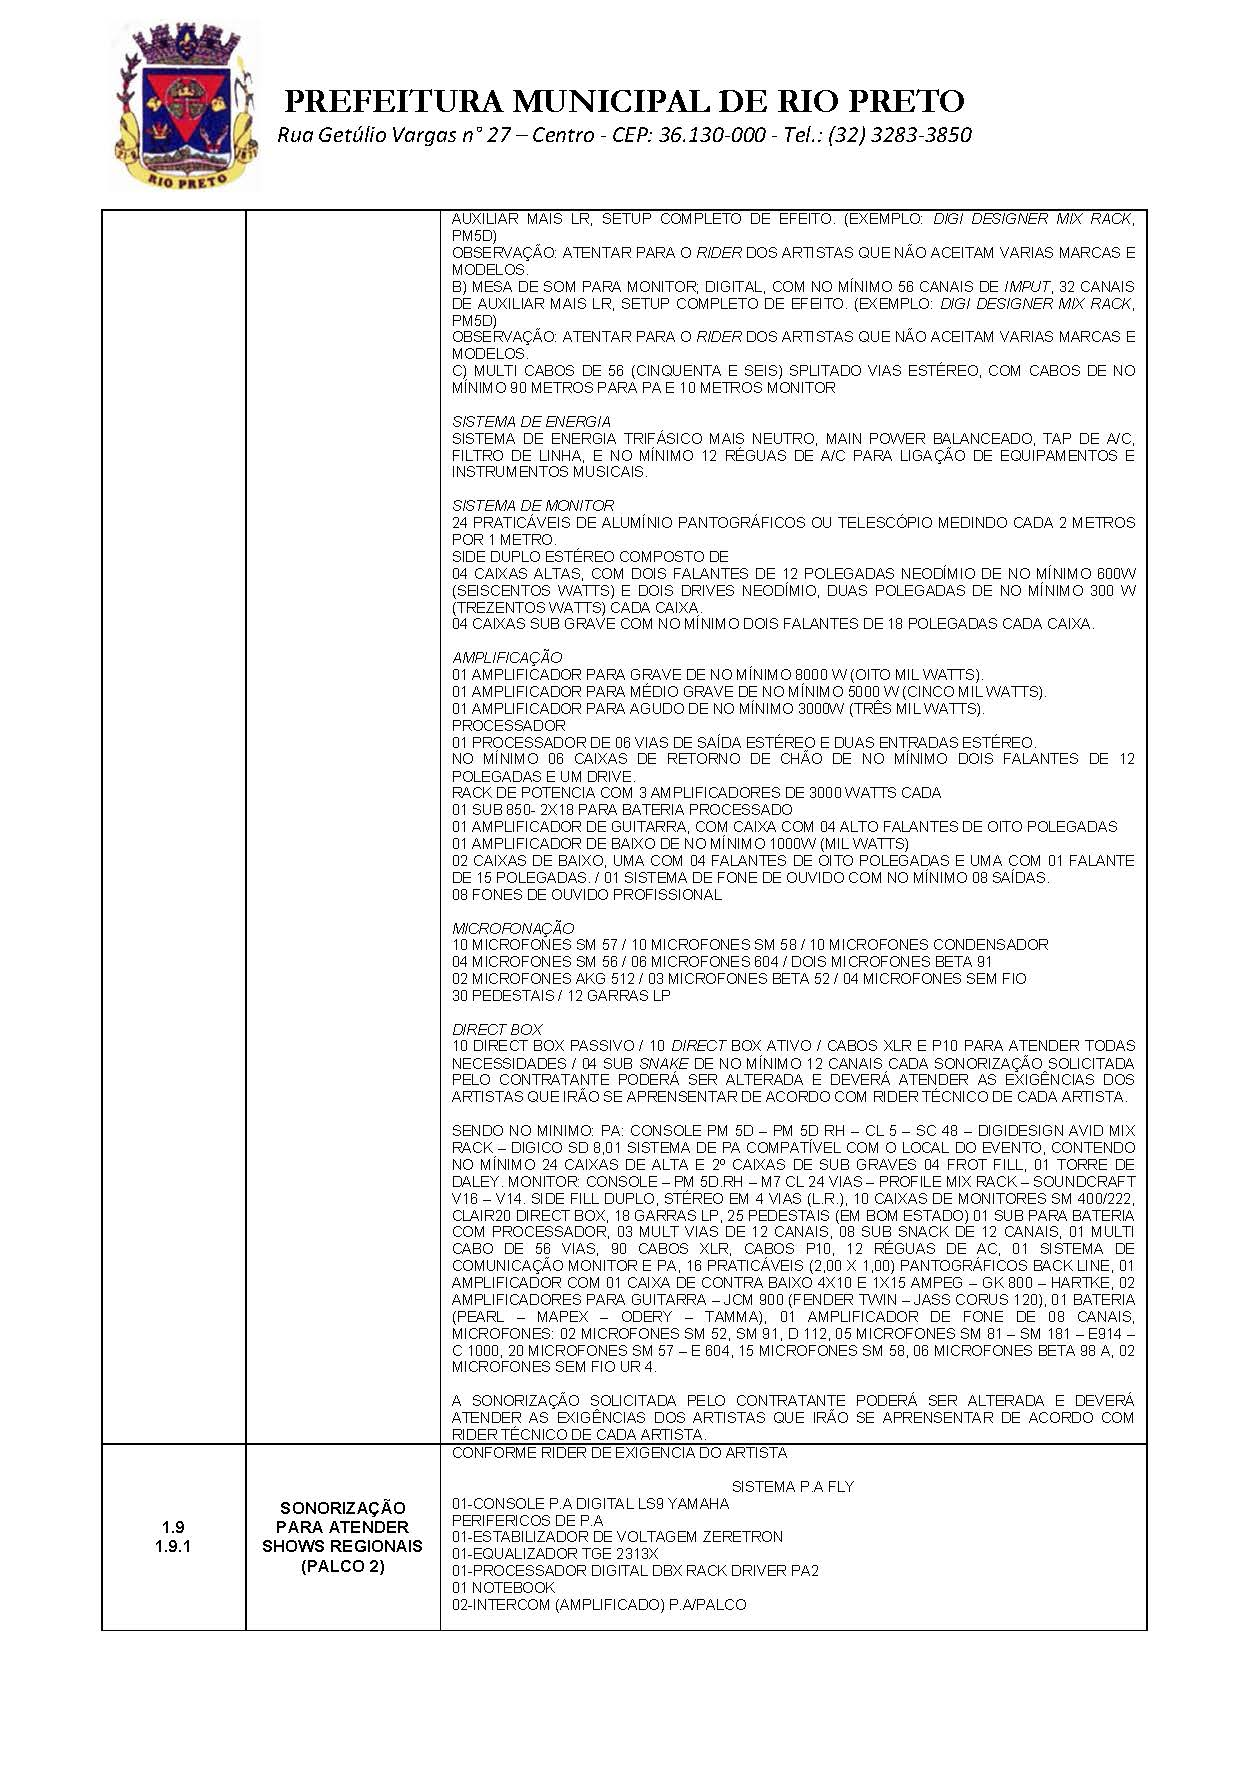 RIO PRETO
PREFEITURA MUNICIPAL DE RIO PRETO
Rua Getúlio Vargas n° 27 – Centro - CEP: 36.130-000 - Tel.: (32) 3283-3850
AUXILIAR MAIS LR, SETUP COMPLETO DE EFEITO. (EXEMPLO: DIGI DESIGNER MIX RACK,
PM5D)
OBSERVAÇÃO: ATENTAR PARA O RIDER DOS ARTISTAS QUE NÃO ACEITAM VARIAS MARCAS E
MODELOS.
B) MESA DE SOM PARA MONITOR; DIGITAL, COM NO MÍNIMO 56 CANAIS DE IMPUT, 32 CANAIS
DE AUXILIAR MAIS LR, SETUP COMPLETO DE EFEITO. (EXEMPLO: DIGI DESIGNER MIX RACK,
PM5D)
OBSERVAÇÃO: ATENTAR PARA O RIDER DOS ARTISTAS QUE NÃO ACEITAM VARIAS MARCAS E
MODELOS.
C) MULTI CABOS DE 56 (CINQUENTA E SEIS) SPLITADO VIAS ESTÉREO, COM CABOS DE NO
MÍNIMO 90 METROS PARA PA E 10 METROS MONITOR
SISTEMA DE ENERGIA
SISTEMA DE ENERGIA TRIFÁSICO MAIS NEUTRO, MAIN POWER BALANCEADO, TAP DE A/C,
FILTRO DE LINHA, E NO MÍNIMO 12 RÉGUAS DE A/C PARA LIGAÇÃO DE EQUIPAMENTOS E
INSTRUMENTOS MUSICAIS.
SISTEMA DE MONITOR
24 PRATICÁVEIS DE ALUMÍNIO PANTOGRÁFICOS OU TELESCÓPIO MEDINDO CADA 2 METROS
POR 1 METRO.
SIDE DUPLO ESTÉREO COMPOSTO DE
04 CAIXAS ALTAS, COM DOIS FALANTES DE 12 POLEGADAS NEODÍMIO DE NO MÍNIMO 600W
(SEISCENTOS WATTS) E DOIS DRIVES NEODÍMIO, DUAS POLEGADAS DE NO MÍNIMO 300 W
(TREZENTOS WATTS) CADA CAIXA.
04 CAIXAS SUB GRAVE COM NO MÍNIMO DOIS FALANTES DE 18 POLEGADAS CADA CAIXA.
AMPLIFICAÇÃO
01 AMPLIFICADOR PARA GRAVE DE NO MÍNIMO 8000 W (OITO MIL WATTS).
01 AMPLIFICADOR PARA MÉDIO GRAVE DE NO MÍNIMO 5000 W (CINCO MIL WATTS).
01 AMPLIFICADOR PARA AGUDO DE NO MÍNIMO 3000W (TRÊS MIL WATTS).
PROCESSADOR
01 PROCESSADOR DE 06 VIAS DE SAÍDA ESTÉREO E DUAS ENTRADAS ESTÉREO.
NO MÍNIMO 06 CAIXAS DE RETORNO DE CHÃO DE NO MÍNIMO DOIS FALANTES DE 12
POLEGADAS E UM DRIVE.
RACK DE POTENCIA COM 3 AMPLIFICADORES DE 3000 WATTS CADA
01 SUB 850- 2X18 PARA BATERIA PROCESSADO
01 AMPLIFICADOR DE GUITARRA, COM CAIXA COM 04 ALTO FALANTES DE OITO POLEGADAS
01 AMPLIFICADOR DE BAIXO DE NO MÍNIMO 1000W (MIL WATTS)
02 CAIXAS DE BAIXO, UMA COM 04 FALANTES DE OITO POLEGADAS E UMA COM 01 FALANTE
DE 15 POLEGADAS. / 01 SISTEMA DE FONE DE OUVIDO COM NO MÍNIMO 08 SAÍDAS.
08 FONES DE OUVIDO PROFISSIONAL
MICROFONAÇÃO
10 MICROFONES SM 57 / 10 MICROFONES SM 58 / 10 MICROFONES CONDENSADOR
04 MICROFONES SM 56 / 06 MICROFONES 604 / DOIS MICROFONES BETA 91
02 MICROFONES AKG 512 / 03 MICROFONES BETA 52 / 04 MICROFONES SEM FIO
30 PEDESTAIS / 12 GARRAS LP
DIRECT BOX
10 DIRECT BOX PASSIVO / 10 DIRECT BOX ATIVO / CABOS XLR E P10 PARA ATENDER TODAS
NECESSIDADES / 04 SUB SNAKE DE NO MÍNIMO 12 CANAIS CADA SONORIZAÇÃO SOLICITADA
PELO CONTRATANTE PODERÁ SER ALTERADA E DEVERÁ ATENDER AS EXIGÊNCIAS DOS
ARTISTAS QUE IRÃO SE APRENSENTAR DE ACORDO COM RIDER TÉCNICO DE CADA ARTISTA.
SENDO NO MINIMO: PA: CONSOLE PM 5D – PM 5D RH – CL 5 – SC 48 – DIGIDESIGN AVID MIX
RACK – DIGICO SD 8,01 SISTEMA DE PA COMPATÍVEL COM O LOCAL DO EVENTO, CONTENDO
NO MÍNIMO 24 CAIXAS DE ALTA E 2º CAIXAS DE SUB GRAVES 04 FROT FILL, 01 TORRE DE
DALEY. MONITOR: CONSOLE – PM 5D.RH – M7 CL 24 VIAS – PROFILE MIX RACK – SOUNDCRAFT
V16 – V14. SIDE FILL DUPLO, STÉREO EM 4 VIAS (L.R.), 10 CAIXAS DE MONITORES SM 400/222,
CLAIR20 DIRECT BOX, 18 GARRAS LP, 25 PEDESTAIS (EM BOM ESTADO) 01 SUB PARA BATERIA
COM PROCESSADOR, 03 MULT VIAS DE 12 CANAIS, 08 SUB SNACK DE 12 CANAIS, 01 MULTI
CABO DE 56 VIAS, 90 CABOS XLR, CABOS P10, 12 RÉGUAS DE AC, 01 SISTEMA DE
COMUNICAÇÃO MONITOR E PA, 16 PRATICÁVEIS (2,00 X 1,00) PANTOGRÁFICOS BACK LINE, 01
AMPLIFICADOR COM 01 CAIXA DE CONTRA BAIXO 4X10 E 1X15 AMPEG – GK 800 – HARTKE, 02
AMPLIFICADORES PARA GUITARRA – JCM 900 (FENDER TWIN – JASS CORUS 120), 01 BATERIA
(PEARL – MAPEX – ODERY – TAMMA), 01 AMPLIFICADOR DE FONE DE 08 CANAIS,
MICROFONES: 02 MICROFONES SM 52, SM 91, D 112, 05 MICROFONES SM 81 – SM 181 – E914 –
C 1000, 20 MICROFONES SM 57 – E 604, 15 MICROFONES SM 58, 06 MICROFONES BETA 98 A, 02
MICROFONES SEM FIO UR 4.
A SONORIZAÇÃO SOLICITADA PELO CONTRATANTE PODERÁ SER ALTERADA E DEVERÁ
ATENDER AS EXIGÊNCIAS DOS ARTISTAS QUE IRÃO SE APRENSENTAR DE ACORDO COM
RIDER TÉCNICO DE CADA ARTISTA.
1.9
1.9.1
SONORIZAÇÃO
PARA ATENDER
SHOWS REGIONAIS
(PALCO 2)
CONFORME RIDER DE EXIGENCIA DO ARTISTA
SISTEMA P.A FLY
01-CONSOLE P.A DIGITAL LS9 YAMAHA
PERIFERICOS DE P.A
01-ESTABILIZADOR DE VOLTAGEM ZERETRON
01-EQUALIZADOR TGE 2313X
01-PROCESSADOR DIGITAL DBX RACK DRIVER PA2
01 NOTEBOOK
02-INTERCOM (AMPLIFICADO) P.A/PALCO